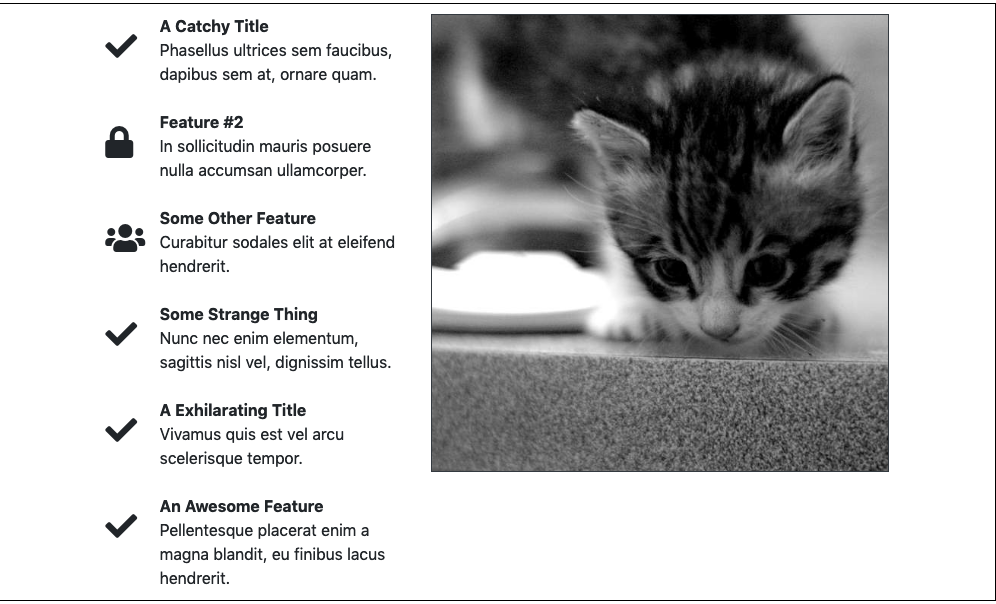 A Catchy Title
Phasellus ultrices sem faucibus,
dapibus sem at, ornare quam.
Feature #2
In sollicitudin mauris posuere
nulla accumsan ullamcorper.
Some Other Feature
Curabitur sodales elit at eleifend
hendrerit.
Some Strange Thing
Nunc nec enim elementum,
sagittis nisl vel, dignissim tellus.
A Exhilarating Title
Vivamus quis est vel arcu
scelerisque tempor.
An Awesome Feature
Pellentesque placerat enim a
magna blandit, eu finibus lacus
hendrerit.